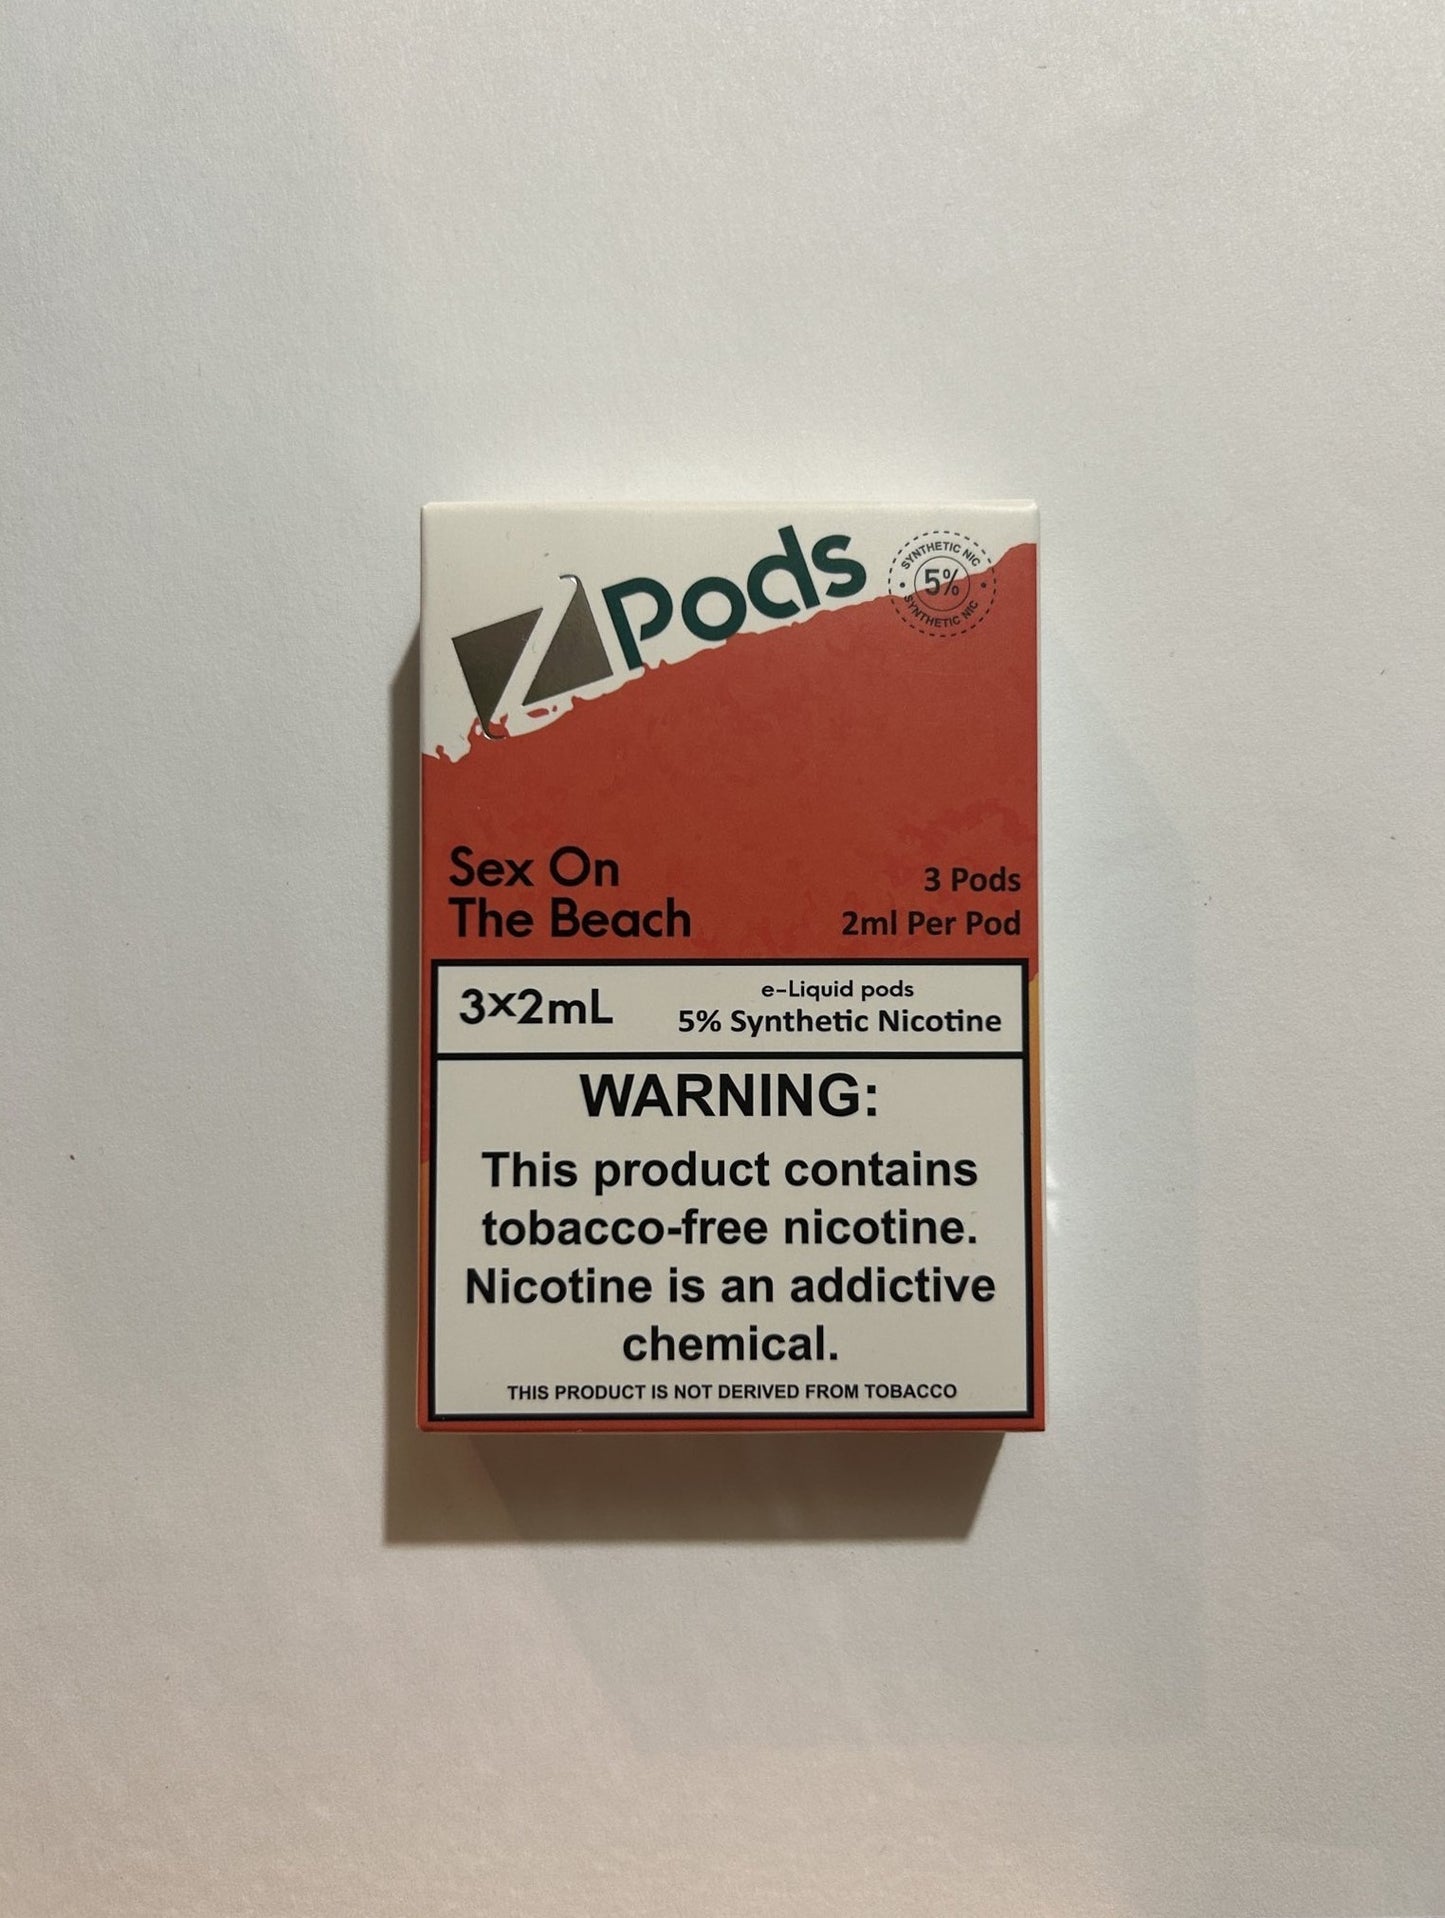 Z Pods
SYNTHETIC NIC
5%
SYNTHETIC NIC
Sex On
The Beach
3 Pods
2ml Per Pod
3×2mL
e-Liquid pods
5% Synthetic Nicotine
WARNING:
This product contains
tobacco-free nicotine.
Nicotine is an addictive
chemical.
THIS PRODUCT IS NOT DERIVED FROM TOBACCO